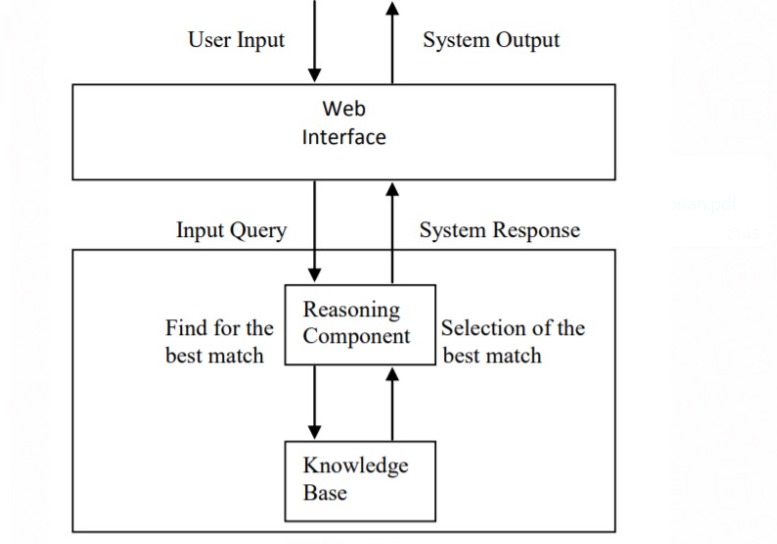 User Input
System Output
Web
Interface
Input Query
System Response
Reasoning
Component
Find for the
best match
Selection of the
best match
Knowledge
Base